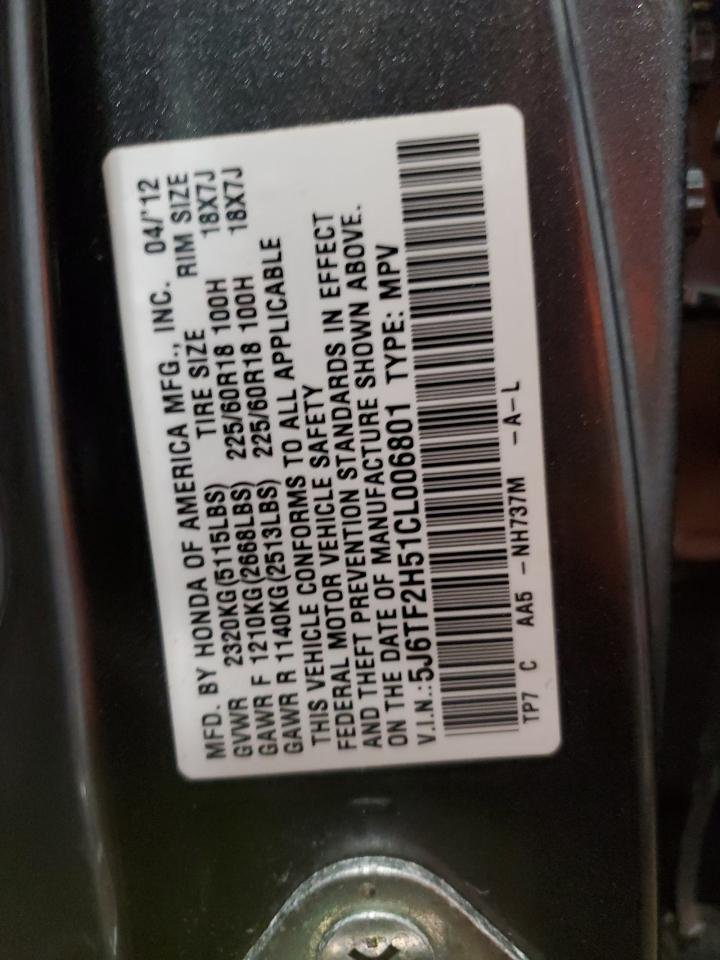 MFD. BY HONDA OF AMERICA MFG., INC. 04/'12
GVWR 2320KG(5115LBS) TIRE SIZE RIM SIZE
GAWR F 1210KG(2668LBS) 225/60R18 100H 18X7J
GAWR R 1140KG(2513LBS) 225/60R18 100H 18X7J
THIS VEHICLE CONFORMS TO ALL APPLICABLE
FEDERAL MOTOR VEHICLE SAFETY
AND THEFT PREVENTION STANDARDS IN EFFECT
ON THE DATE OF MANUFACTURE SHOWN ABOVE.
V.I.N.:5J6TF2H51CL006801 TYPE: MPV
TP7 C AA5 -NH737M -A-L